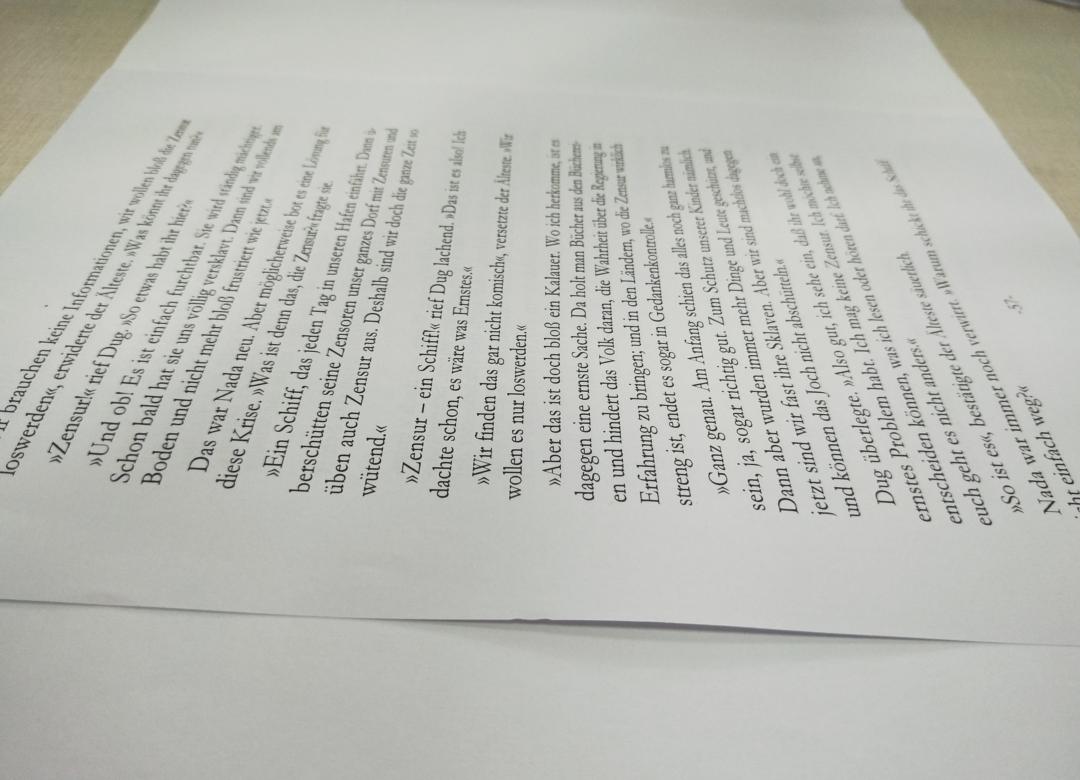 brauchen keine Informationen, wir wollen bloß die Zensur
loswerden«, erwiderte der Älteste. »Was könnt ihr dagegen tun?«
»Zensur!« rief Dug. »So etwas habt ihr hier?«
»Und ob! Es ist einfach furchtbar. Sie wird ständig mächtiger.
Schon bald hat sie uns völlig versklavt. Dann sind wir vollends am
Boden und nicht mehr bloß frustriert wie jetzt.«
Das war Nada neu. Aber möglicherweise bot es eine Lösung für
diese Krise. »Was ist denn das, die Zensur?« fragte sie.
»Ein Schiff, das jeden Tag in unseren Hafen einfährt. Dann ü-
berschütten seine Zensoren unser ganzes Dorf mit Zensuren und
üben auch Zensur aus. Deshalb sind wir doch die ganze Zeit so
wütend.«
»Zensur – ein Schiff!« rief Dug lachend. »Das ist es also! Ich
dachte schon, es wäre was Ernstes.«
»Wir finden das gar nicht komisch«, versetzte der Älteste. »Wir
wollen es nur loswerden.«
»Aber das ist doch bloß ein Kalauer. Wo ich herkomme, ist es
dagegen eine ernste Sache. Da holt man Bücher aus den Bücherei-
en und hindert das Volk daran, die Wahrheit über die Regierung in
Erfahrung zu bringen; und in den Ländern, wo die Zensur wirklich
streng ist, endet es sogar in Gedankenkontrolle.«
»Ganz genau. Am Anfang schien das alles noch ganz harmlos zu
sein, ja, sogar richtig gut. Zum Schutz unserer Kinder nämlich.
Dann aber wurden immer mehr Dinge und Leute geschützt, und
jetzt sind wir fast ihre Sklaven. Aber wir sind machtlos dagegen
und können das Joch nicht abschütteln.«
Dug überlegte. »Also gut, ich sehe ein, daß ihr wohl doch ein
ernstes Problem habt. Ich mag keine Zensur. Ich möchte selbst
entscheiden können, was ich lesen oder hören darf. Ich nehme an,
euch geht es nicht anders.«
»So ist es«, bestätigte der Älteste säuerlich.
Nada war immer noch verwirrt. »Warum schickt ihr das Schiff
nicht einfach weg?«